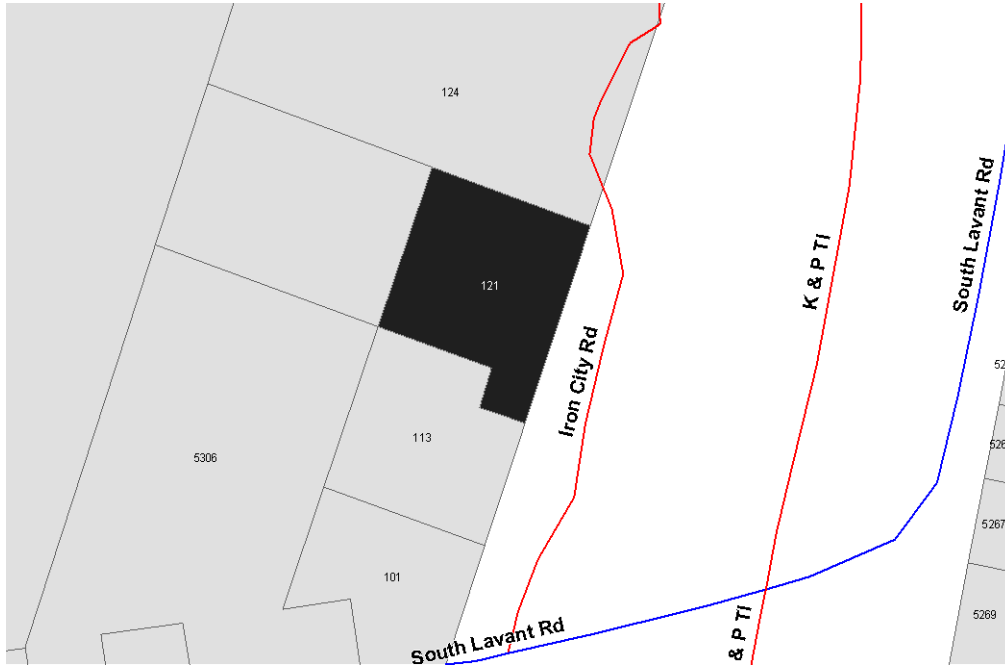 124
121
K & P Tl
South Lavant Rd
Iron City Rd
113
5306
5267
101
5269
South Lavant Rd
& P Tl